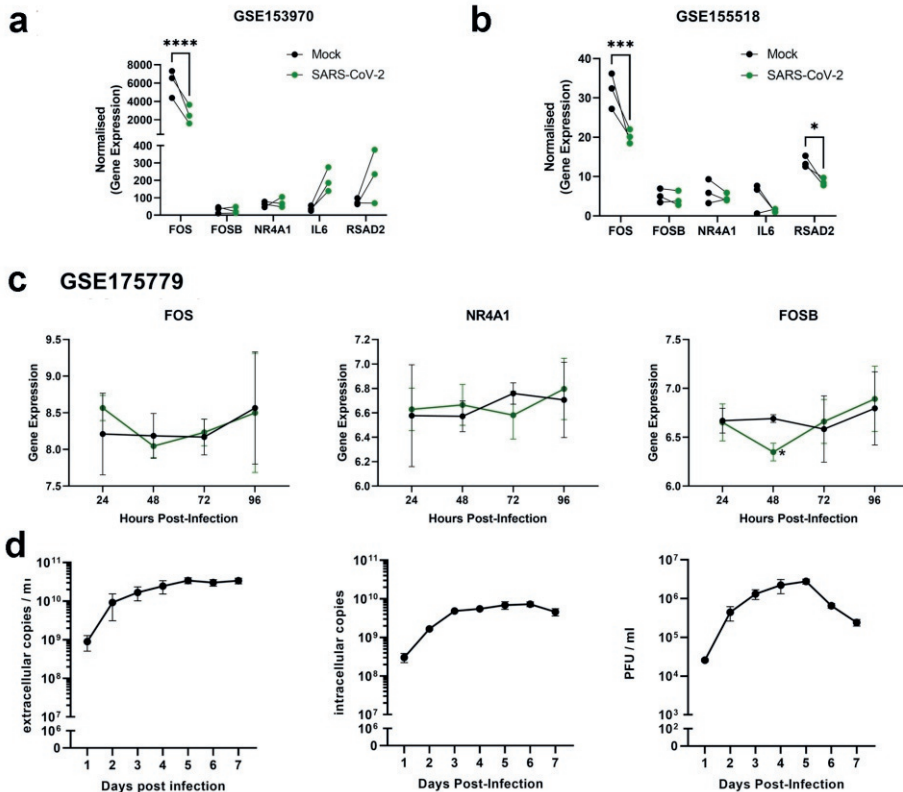 a
GSE153970
****
Mock
SARS-CoV-2
Normalised
(Gene Expression)
8000
6000
4000
2000
0
400
300
200
100
0
FOS FOSB NR4A1 IL6 RSAD2
b
GSE155518
***
Mock
SARS-CoV-2
*
Normalised
(Gene Expression)
40
30
20
10
0
FOS FOSB NR4A1 IL6 RSAD2
c GSE175779
FOS
Gene Expression
9.5
9.0
8.5
8.0
7.5
24 48 72 96
Hours Post-Infection
NR4A1
Gene Expression
7.2
7.0
6.8
6.6
6.4
6.2
6.0
24 48 72 96
Hours Post-Infection
FOSB
Gene Expression
7.5
7.0
6.5
6.0
*
24 48 72 96
Hours Post-Infection
d
extracellular copies / ml
10¹¹
10¹⁰
10⁹
10⁸
10⁷
10⁶
0
1 2 3 4 5 6 7
Days post infection
intracellular copies
10¹¹
10¹⁰
10⁹
10⁸
10⁷
10⁶
0
1 2 3 4 5 6 7
Days Post-Infection
PFU / ml
10⁷
10⁶
10⁵
10⁴
10³
10²
0
1 2 3 4 5 6 7
Days Post-Infection